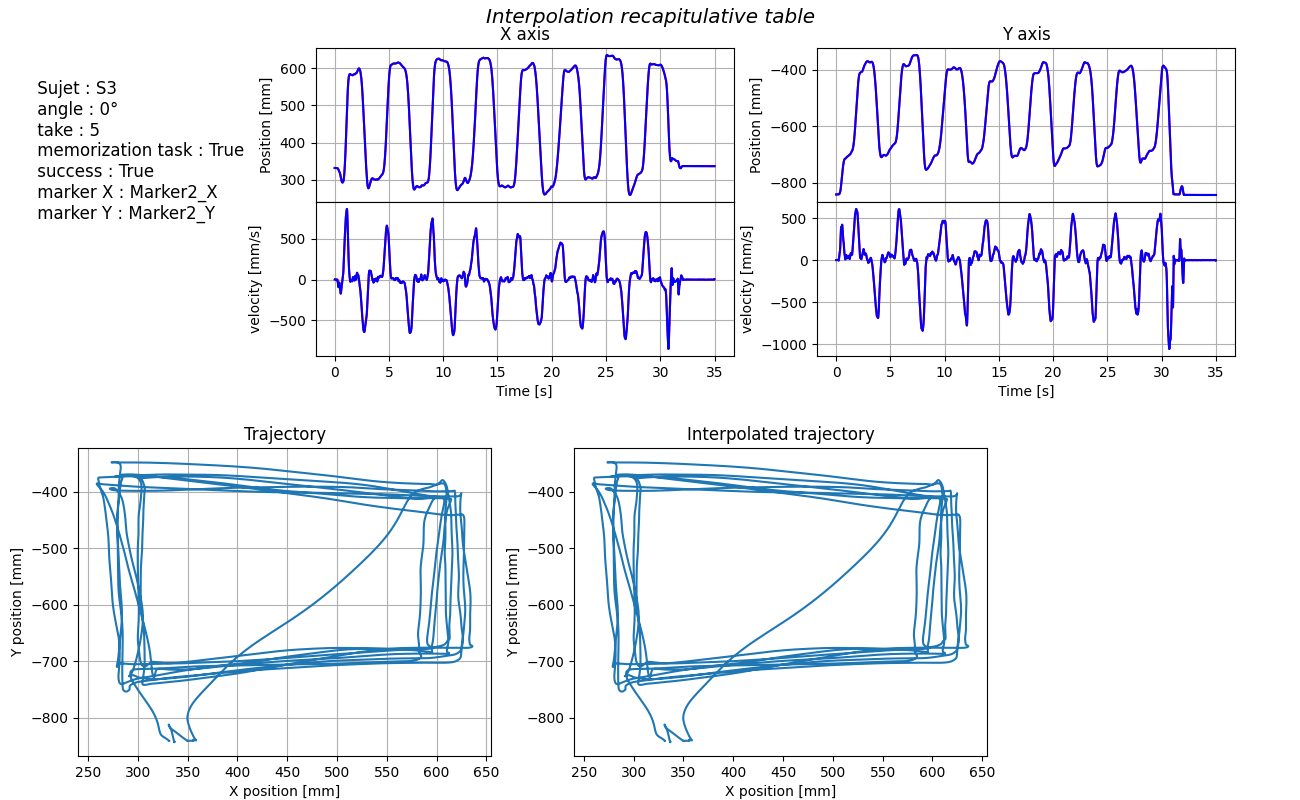 Interpolation recapitulative table
Sujet : S3
angle : 0°
take : 5
memorization task : True
success : True
marker X : Marker2_X
marker Y : Marker2_Y
X axis
Position [mm]
600
500
400
300
velocity [mm/s]
500
0
−500
0 5 10 15 20 25 30 35
Time [s]
Y axis
Position [mm]
−400
−600
−800
velocity [mm/s]
500
0
−500
−1000
0 5 10 15 20 25 30 35
Time [s]
Trajectory
Y position [mm]
−400
−500
−600
−700
−800
250 300 350 400 450 500 550 600 650
X position [mm]
Interpolated trajectory
Y position [mm]
−400
−500
−600
−700
−800
250 300 350 400 450 500 550 600 650
X position [mm]